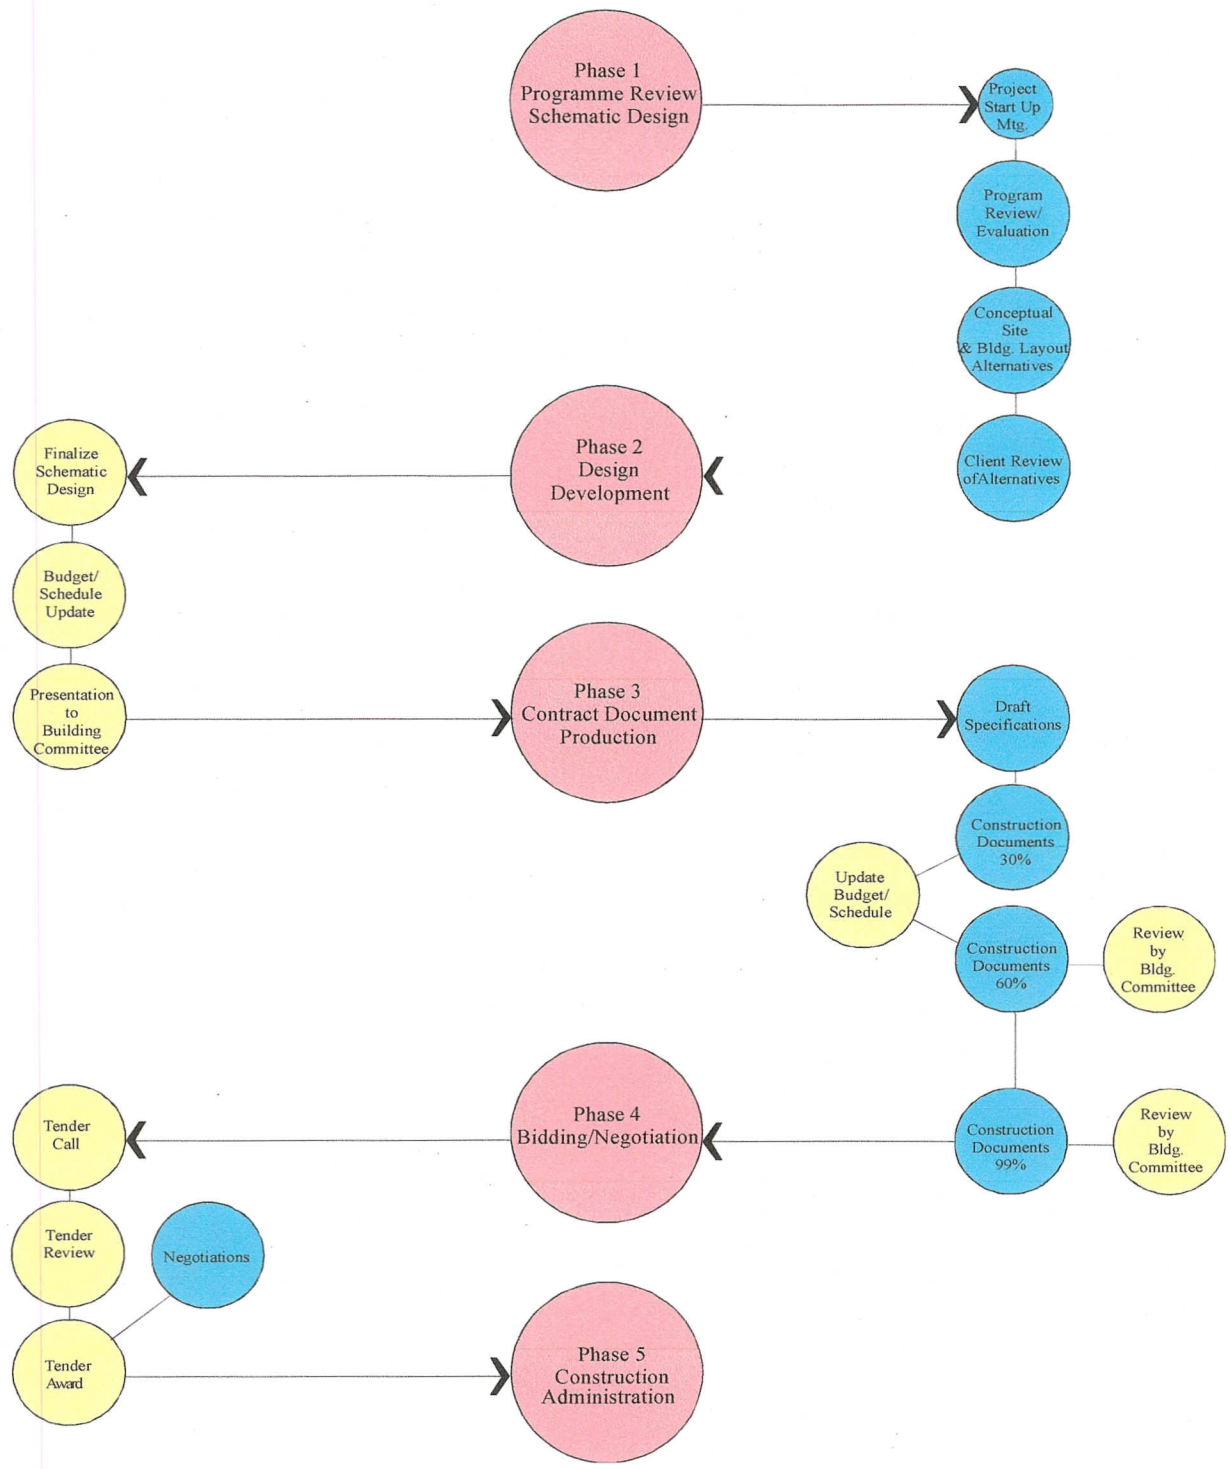 Phase 1
Programme Review
Schematic Design
Project
Start Up
Mtg.
Program
Review/
Evaluation
Conceptual
Site
& Bldg. Layout
Alternatives
Client Review
ofAlternatives
Phase 2
Design
Development
Finalize
Schematic
Design
Budget/
Schedule
Update
Presentation
to
Building
Committee
Phase 3
Contract Document
Production
Draft
Specifications
Construction
Documents
30%
Update
Budget/
Schedule
Construction
Documents
60%
Review
by
Bldg.
Committee
Construction
Documents
99%
Review
by
Bldg.
Committee
Phase 4
Bidding/Negotiation
Tender
Call
Tender
Review
Negotiations
Tender
Award
Phase 5
Construction
Administration